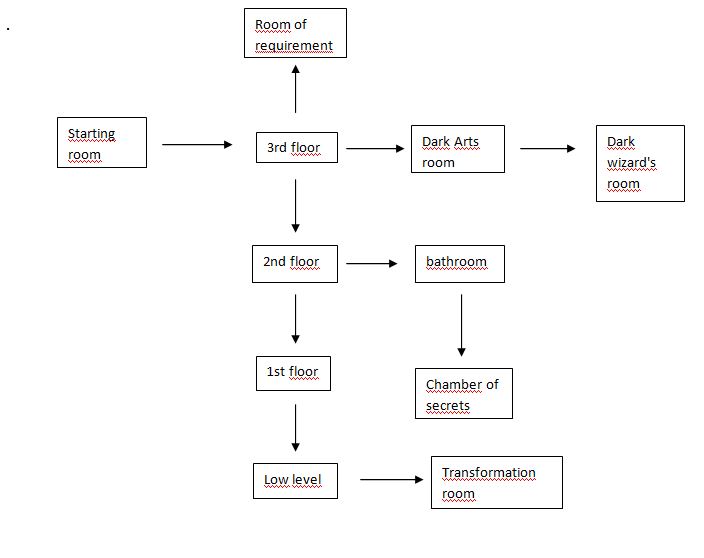 Room of
requirement
Starting
room
3rd floor
Dark Arts
room
Dark
wizard's
room
2nd floor
bathroom
1st floor
Chamber of
secrets
Low level
Transformation
room